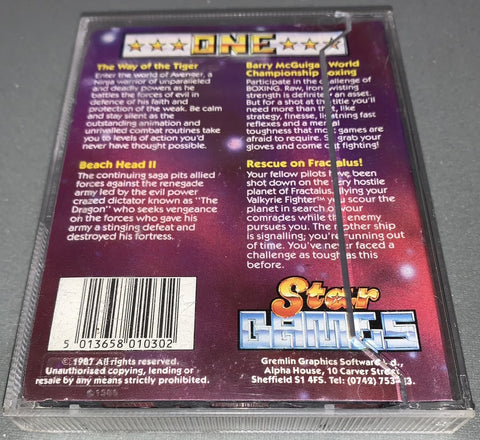 ONE
The Way of the Tiger
Enter the world of Avenger, a
Ninja warrior of unparalleled
and deadly powers as he
battles the forces of evil in
defence of his faith and
protection of the weak. Be calm
and stay silent as the
outstanding animation and
unrivalled combat routines take
you to levels of action you'd
never have thought possible.
Beach Head II
The continuing saga pits allied
forces against the renegade
army led by the evil power
crazed dictator known as "The
Dragon" who seeks vengeance
on the forces who gave his
army a stinging defeat and
destroyed his fortress.
Barry McGuiga World
Championship Boxing
Participate in the challenge of
BOXING. Raw, iron, twisting
strength is definitely an asset.
But for a shot at the title you'll
need more than that, like
strategy, finesse, lightning fast
reflexes and a mental
toughness that most games are
afraid to require. So grab your
gloves and come out fighting!
Rescue on Fractalus!
Your fellow pilots have been
shot down on the very hostile
planet of Fractalus. Flying your
Valkyrie Fighter™ you scour the
planet in search of your
comrades while the enemy
pursues you. The mother ship
is signalling; you're running out
of time. You've never faced a
challenge as tough as this
before.
Star
GAMES
5 013658 010302
© 1987 All rights reserved.
Unauthorised copying, lending or
resale by any means strictly prohibited.
Gremlin Graphics Software d.,
Alpha House, 10 Carver Street
Sheffield S1 4FS. Tel: (0742) 753 3.